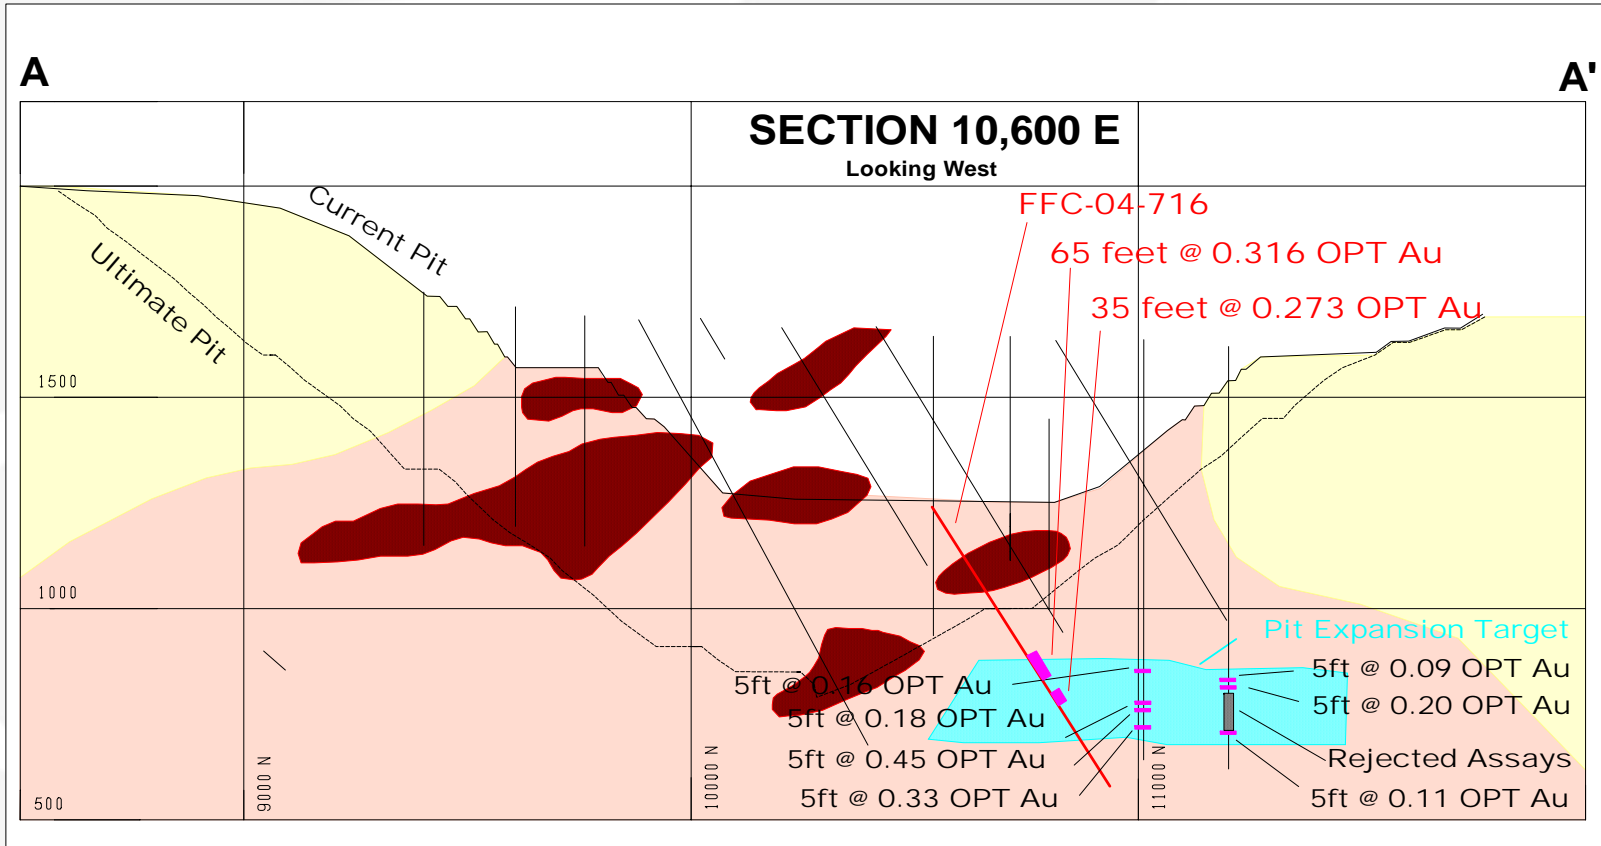 A
A'
SECTION 10,600 E
Looking West
Current Pit
Ultimate Pit
FFC-04-716
65 feet @ 0.316 OPT Au
35 feet @ 0.273 OPT Au
1500
1000
500
9000 N
10000 N
11000 N
Pit Expansion Target
5ft @ 0.16 OPT Au
5ft @ 0.18 OPT Au
5ft @ 0.45 OPT Au
5ft @ 0.33 OPT Au
5ft @ 0.09 OPT Au
5ft @ 0.20 OPT Au
Rejected Assays
5ft @ 0.11 OPT Au